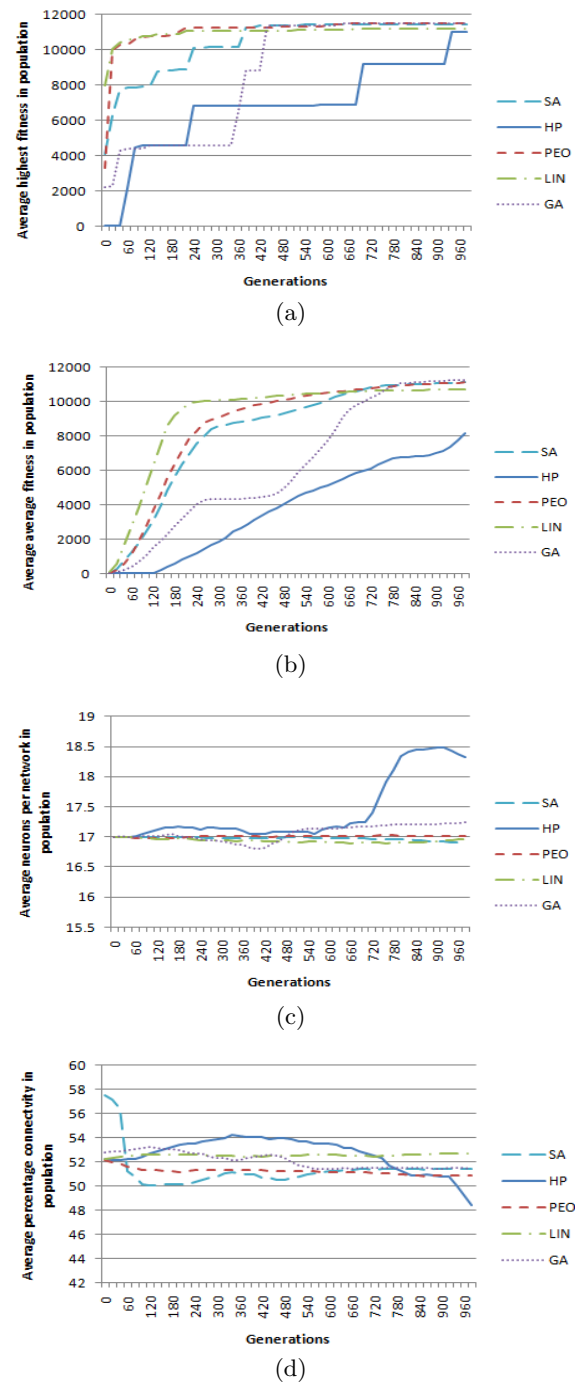 Average highest fitness in population
12000
10000
8000
6000
4000
2000
0
0 60 120 180 240 300 360 420 480 540 600 660 720 780 840 900 960
Generations
SA
HP
PEO
LIN
GA
(a)
Average average fitness in population
12000
10000
8000
6000
4000
2000
0
0 60 120 180 240 300 360 420 480 540 600 660 720 780 840 900 960
Generations
SA
HP
PEO
LIN
GA
(b)
Average neurons per network in
population
19
18.5
18
17.5
17
16.5
16
15.5
0 60 120 180 240 300 360 420 480 540 600 660 720 780 840 900 960
Generations
SA
HP
PEO
LIN
GA
(c)
Average percentage connectvity in
population
60
58
56
54
52
50
48
46
44
42
0 60 120 180 240 300 360 420 480 540 600 660 720 780 840 900 960
Generations
SA
HP
PEO
LIN
GA
(d)